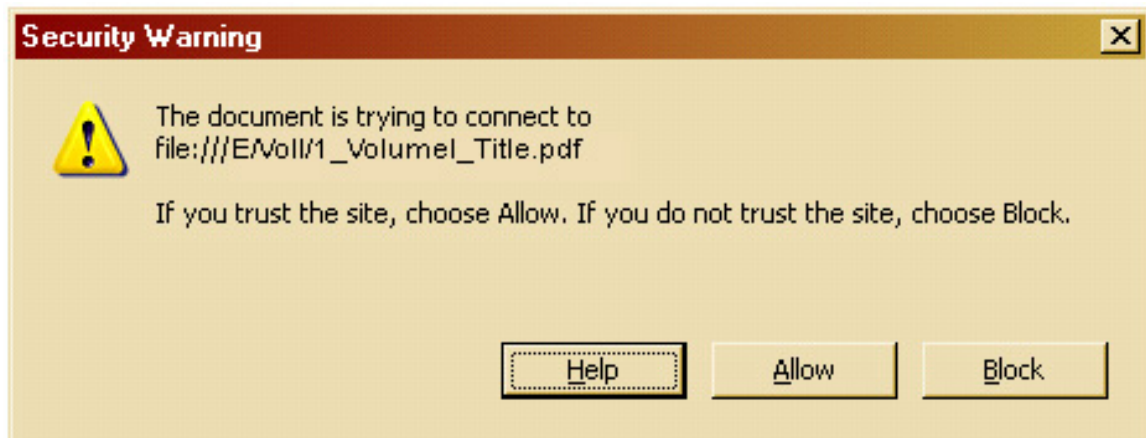 Security Warning
The document is trying to connect to
file:///E/VolI/1_VolumeI_Title.pdf
If you trust the site, choose Allow. If you do not trust the site, choose Block.
Help Allow Block